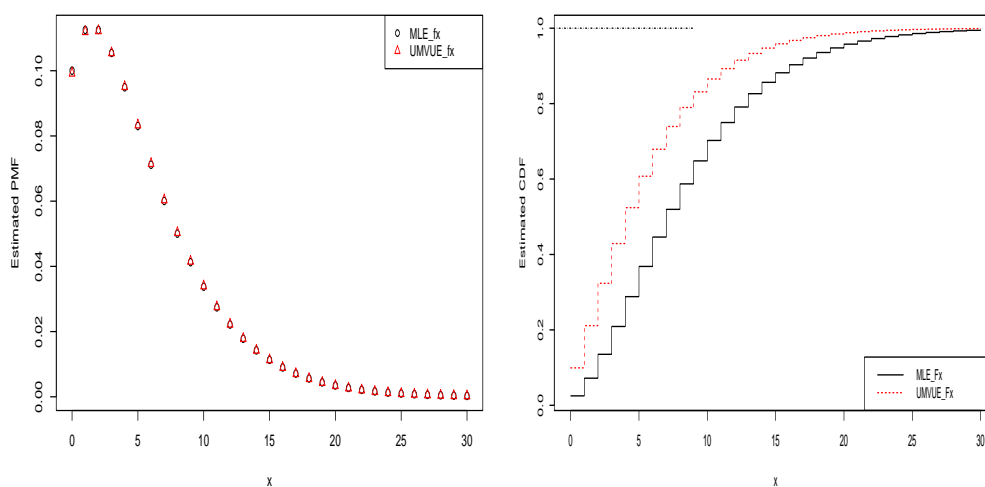 MLE_fx
UMVUE_fx
Estimated PMF
0.10
0.08
0.06
0.04
0.02
0.00
0 5 10 15 20 25 30
x
Estimated CDF
1.0
0.8
0.6
0.4
0.2
0.0
MLE_Fx
UMVUE_Fx
0 5 10 15 20 25 30
x